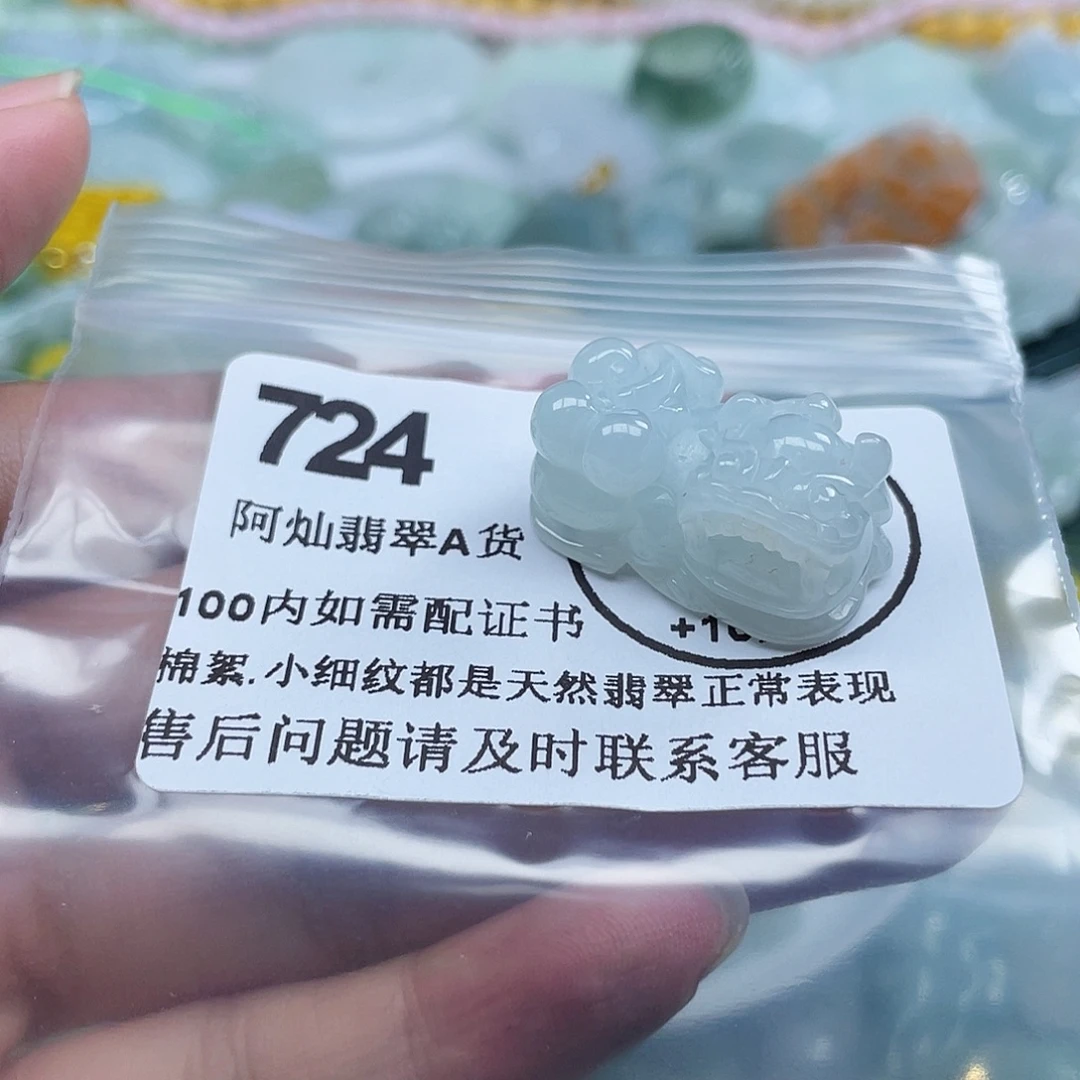 724
阿灿翡翠A货
100内如需配证书
棉絮.小细纹都是天然翡翠正常表现
售后问题请及时联系客服